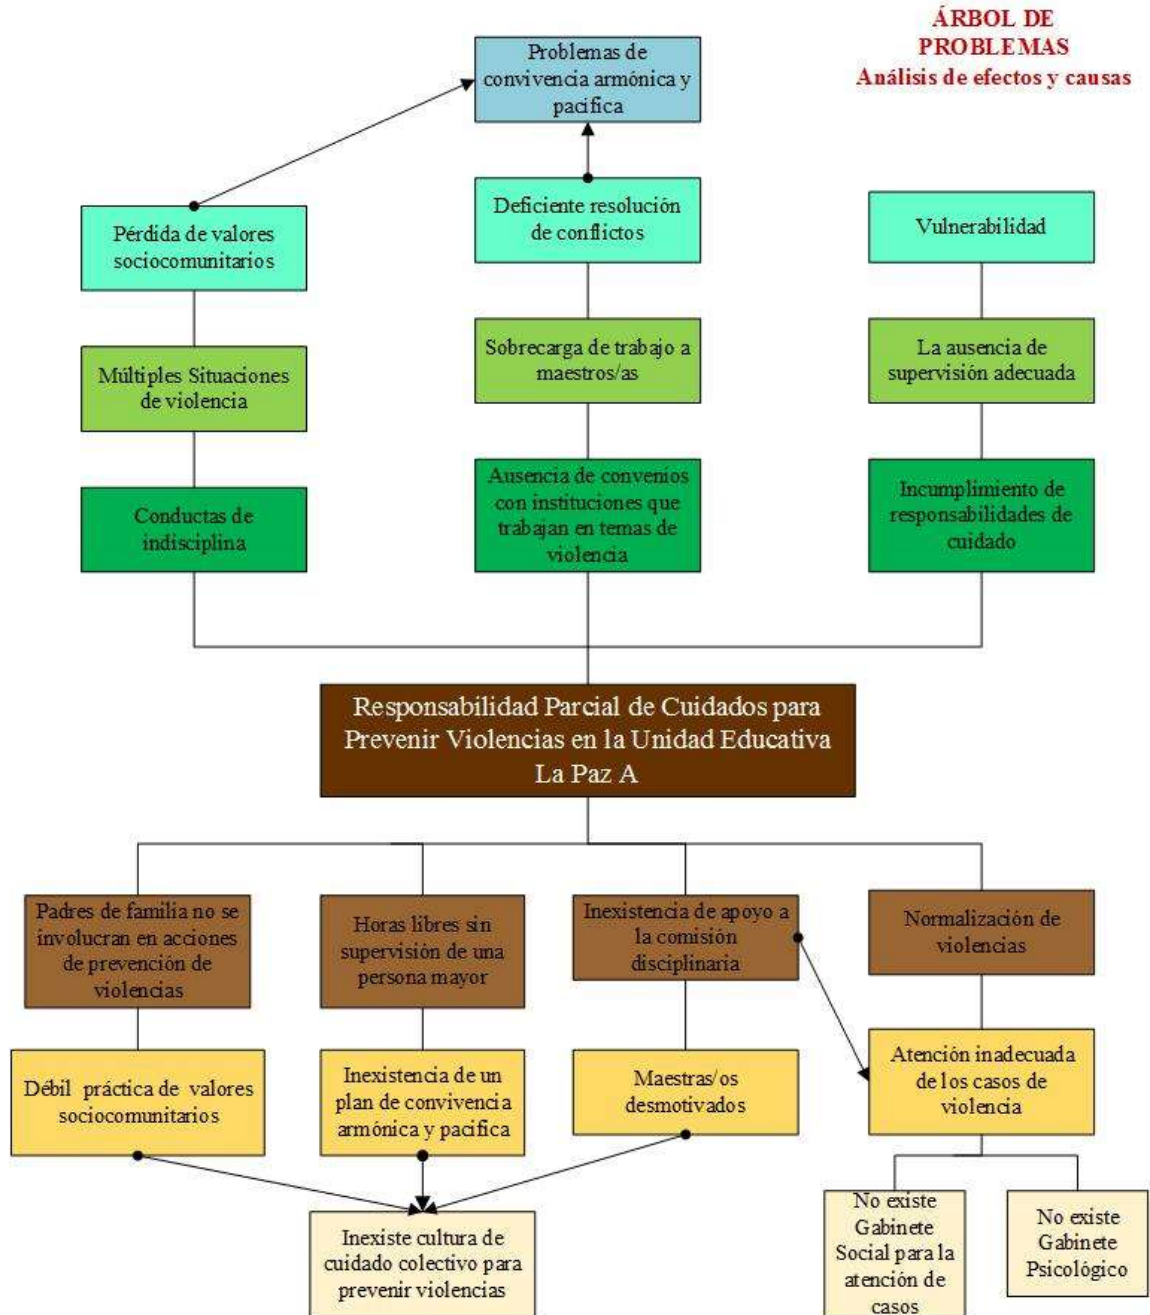 ÁRBOL DE
PROBLEMAS
Análisis de efectos y causas
Problemas de
convivencia armónica y
pacifica
Pérdida de valores
sociocomunitarios
Deficiente resolución
de conflictos
Vulnerabilidad
Múltiples Situaciones
de violencia
Sobrecarga de trabajo a
maestros/as
La ausencia de
supervisión adecuada
Conductas de
indisciplina
Ausencia de convenios
con instituciones que
trabajan en temas de
violencia
Incumplimiento de
responsabilidades de
cuidado
Responsabilidad Parcial de Cuidados para
Prevenir Violencias en la Unidad Educativa
La Paz A
Padres de familia no se
involucran en acciones
de prevención de
violencias
Horas libres sin
supervisión de una
persona mayor
Inexistencia de apoyo a
la comisión
disciplinaria
Normalización de
violencias
Débil práctica de valores
sociocomunitarios
Inexistencia de un
plan de convivencia
armónica y pacifica
Maestras/os
desmotivados
Atención inadecuada
de los casos de
violencia
Inexiste cultura de
cuidado colectivo para
prevenir violencias
No existe
Gabinete
Social para la
atención de
casos
No existe
Gabinete
Psicológico